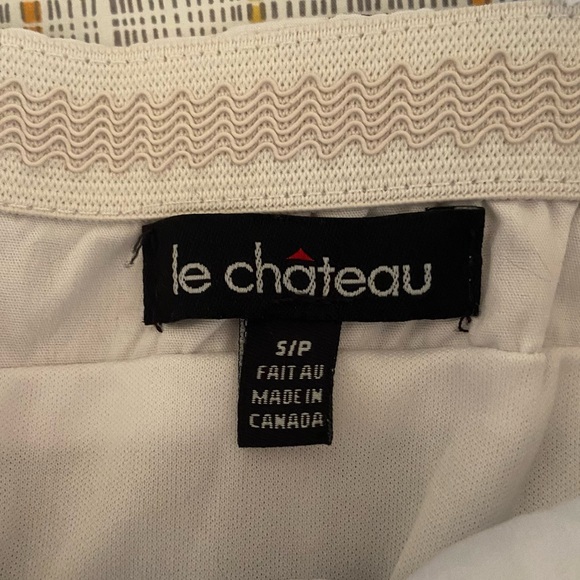 le château
S/P
FAIT AU
MADE IN
CANADA